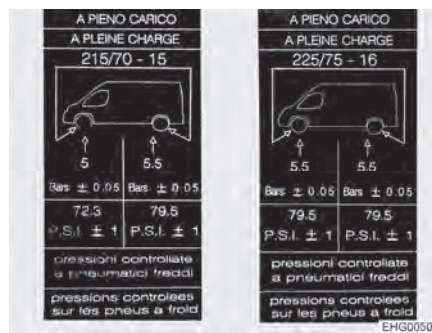 A PIENO CARICO
A PLEINE CHARGE
215/70 - 15
5 5.5
Bars ± 0.05 Bars ± 0.05
72.3 79.5
P.S.I. ± 1 P.S.I. ± 1
pressioni controllate
a pneumatici freddi
pressions controlees
sur les pneus a froid
A PIENO CARICO
A PLEINE CHARGE
225/75 - 16
5.5 5.5
Bars ± 0.05 Bars ± 0.05
79.5 79.5
P.S.I. ± 1 P.S.I. ± 1
pressioni controllate
a pneumatici freddi
pressions controlees
sur les pneus a froid
EHG0050